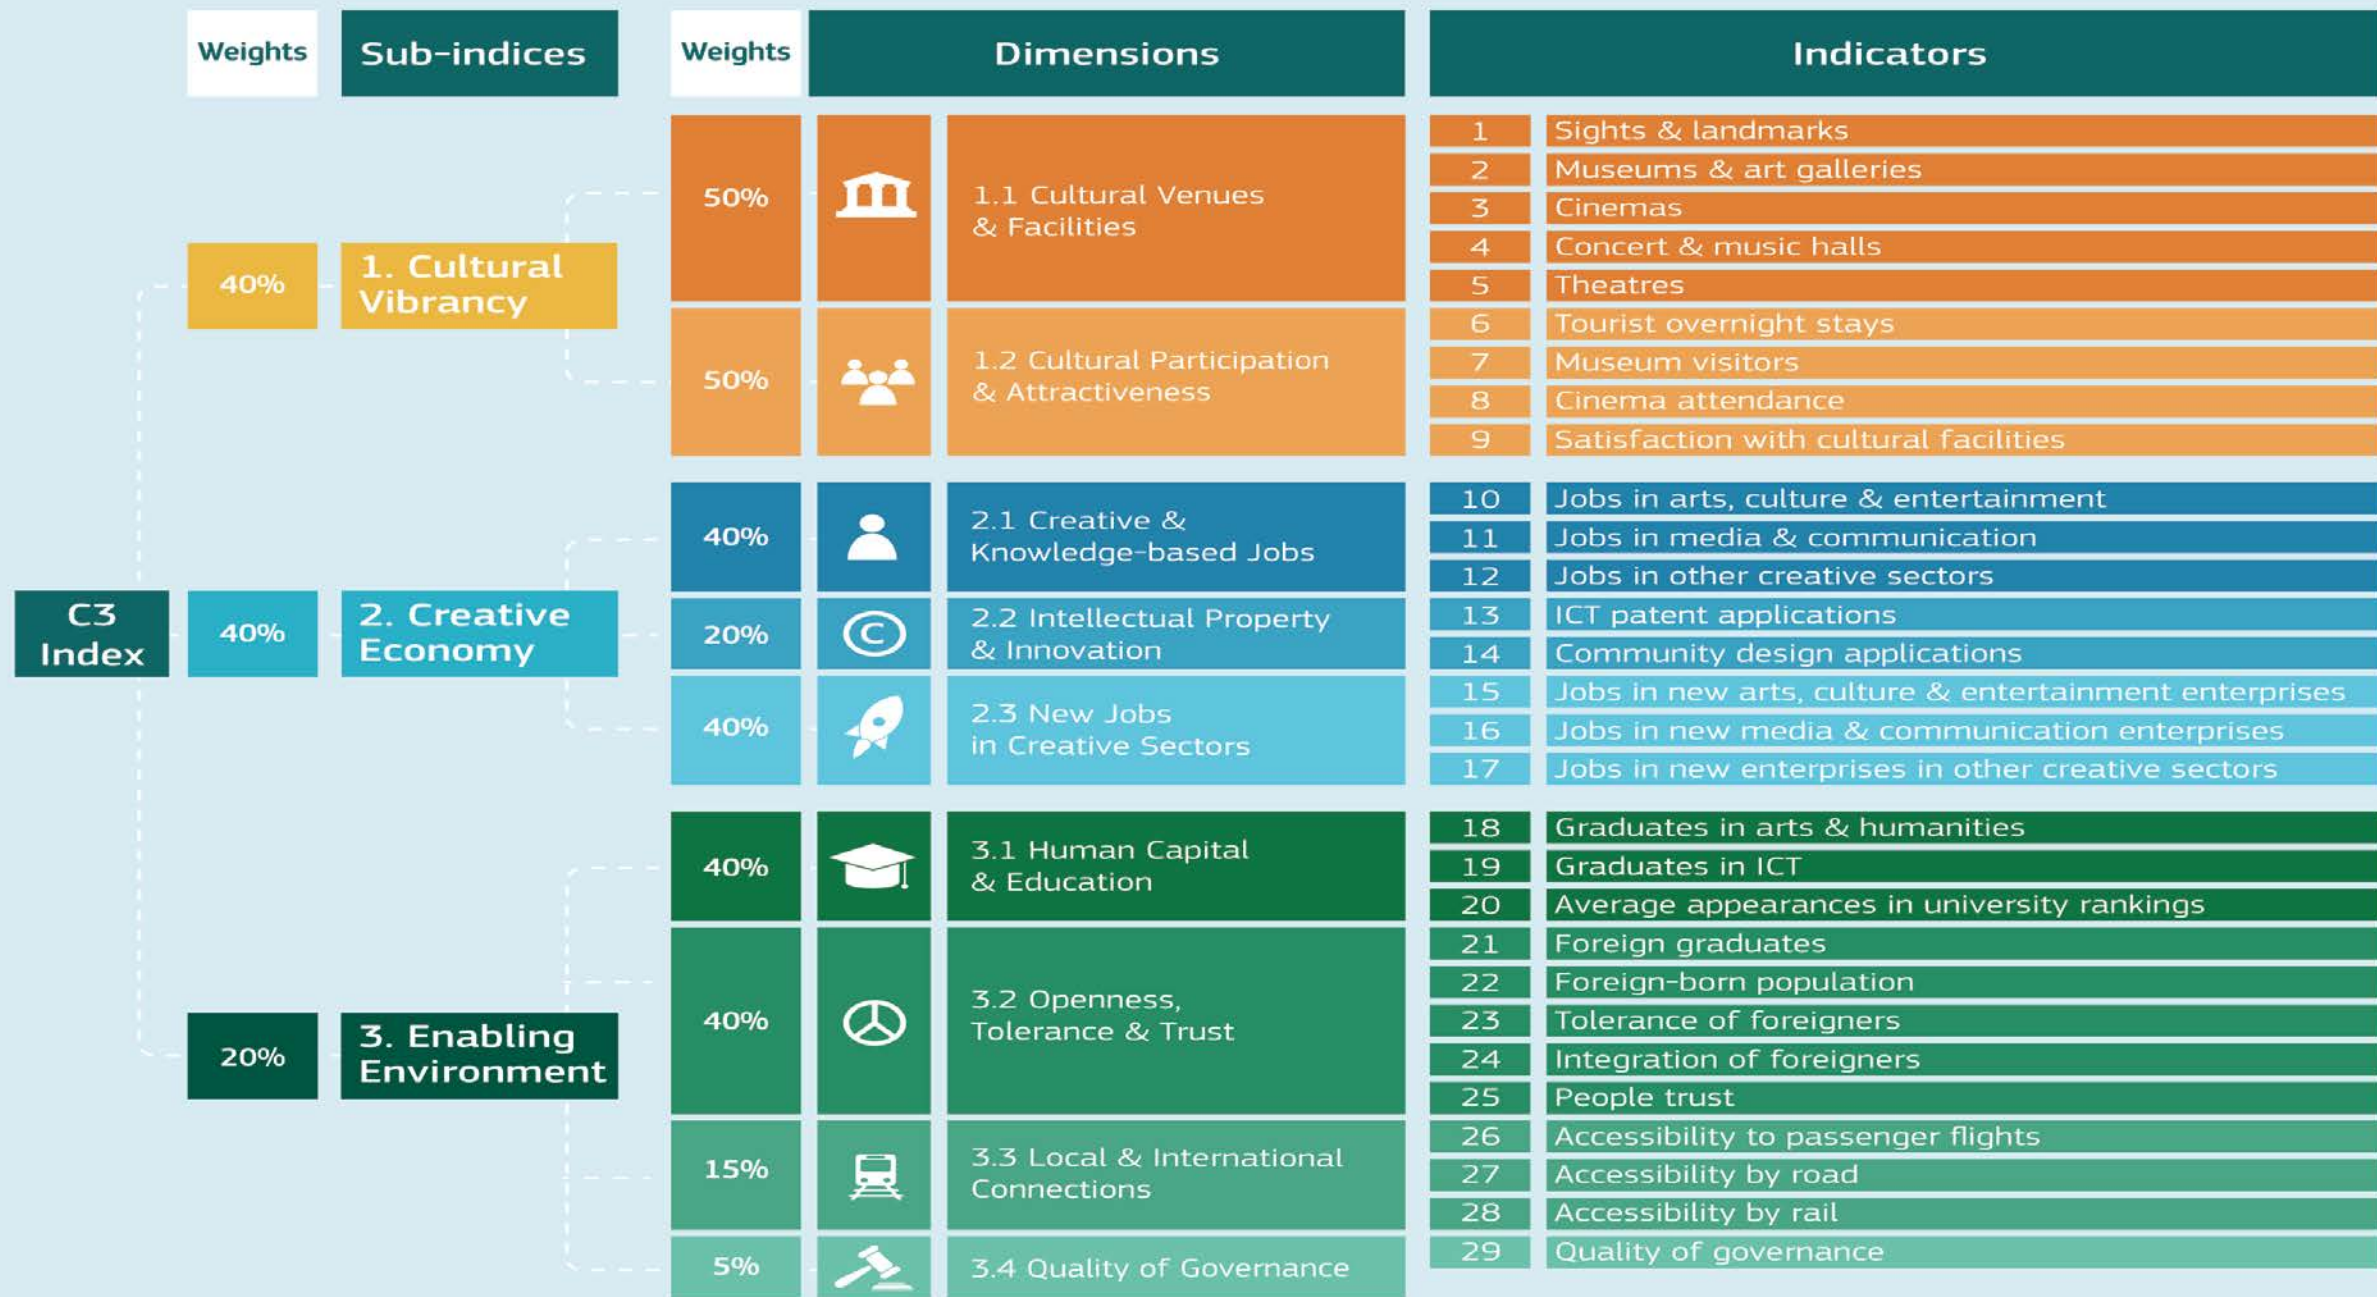 Weights
Sub-indices
Weights
Dimensions
Indicators
C3
Index
40%
1. Cultural
Vibrancy
50%
1.1 Cultural Venues
& Facilities
1 Sights & landmarks
2 Museums & art galleries
3 Cinemas
4 Concert & music halls
5 Theatres
50%
1.2 Cultural Participation
& Attractiveness
6 Tourist overnight stays
7 Museum visitors
8 Cinema attendance
9 Satisfaction with cultural facilities
40%
2. Creative
Economy
40%
2.1 Creative &
Knowledge-based Jobs
10 Jobs in arts, culture & entertainment
11 Jobs in media & communication
12 Jobs in other creative sectors
20%
C
2.2 Intellectual Property
& Innovation
13 ICT patent applications
14 Community design applications
40%
2.3 New Jobs
in Creative Sectors
15 Jobs in new arts, culture & entertainment enterprises
16 Jobs in new media & communication enterprises
17 Jobs in new enterprises in other creative sectors
20%
3. Enabling
Environment
40%
3.1 Human Capital
& Education
18 Graduates in arts & humanities
19 Graduates in ICT
20 Average appearances in university rankings
40%
3.2 Openness,
Tolerance & Trust
21 Foreign graduates
22 Foreign-born population
23 Tolerance of foreigners
24 Integration of foreigners
25 People trust
15%
3.3 Local & International
Connections
26 Accessibility to passenger flights
27 Accessibility by road
28 Accessibility by rail
5%
3.4 Quality of Governance
29 Quality of governance